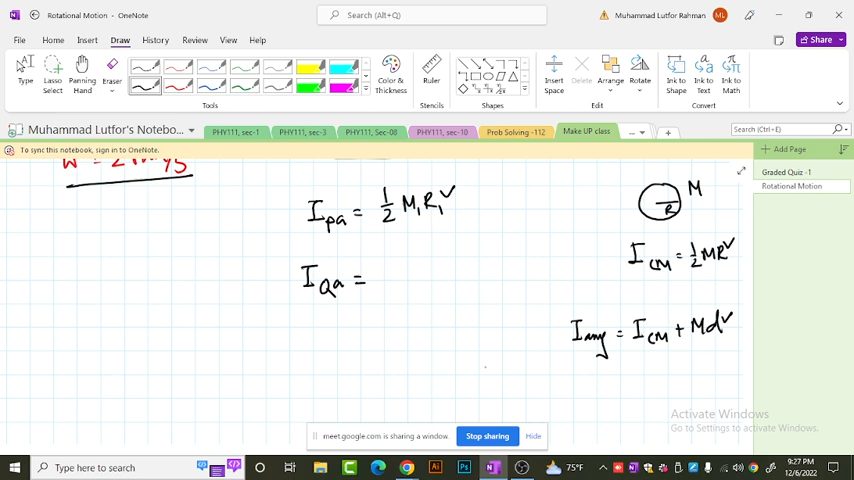 Rotational Motion - OneNote
Search (Alt+Q)
Muhammad Lutfor Rahman
ML
File Home Insert Draw History Review View Help
Share
Type
Lasso Select
Panning Hand
Eraser
Color & Thickness
Ruler
Insert Space
Delete
Arrange
Rotate
Ink to Shape
Ink to Text
Ink to Math
Tools
Stencils
Shapes
Edit
Convert
Muhammad Lutfor's Notebo...
PHY111, sec-1
PHY111, sec-3
PHY111, Sec-08
PHY111, sec-10
Prob Solving -112
Make UP class
Search (Ctrl+E)
To sync this notebook, sign in to OneNote.
Add Page
Graded Quiz -1
Rotational Motion
I_Pa = 1/2 M₁R₁²
M
R
I_CM = 1/2 MR²
I_Qa =
I_any = I_CM + Md²
Activate Windows
Go to Settings to activate Windows.
meet.google.com is sharing a window.
Stop sharing
Hide
Type here to search
75°F
9:27 PM
12/6/2022